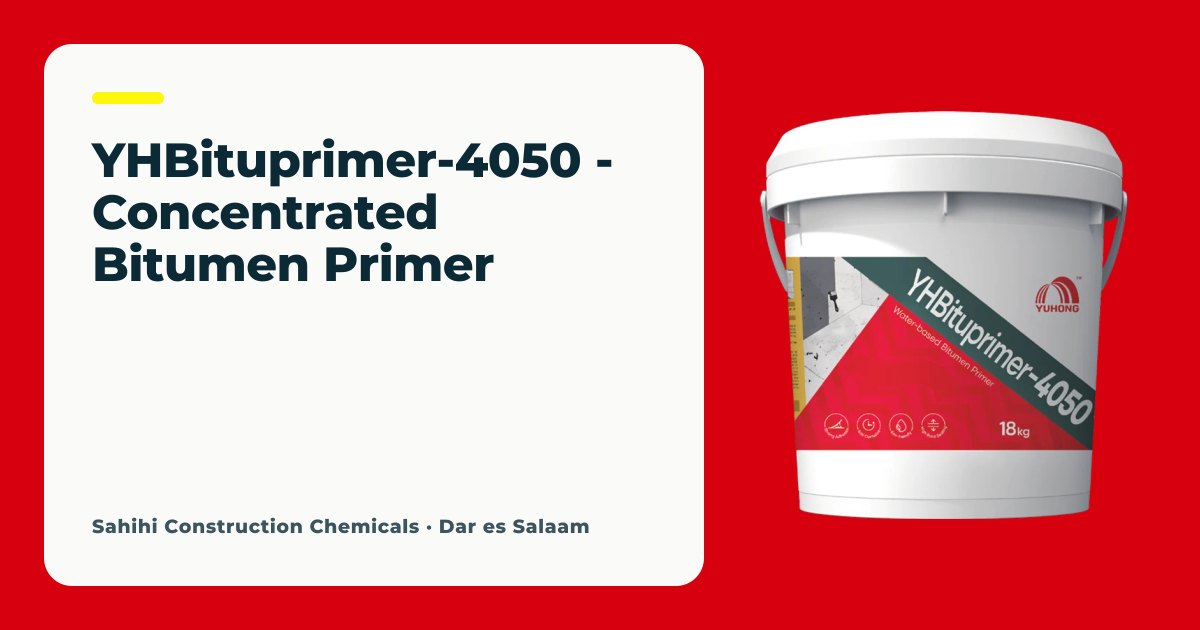 YHBituprimer-4050 -
Concentrated
Bitumen Primer
Sahihi Construction Chemicals · Dar es Salaam
YUHONG
YHBituprimer-4050
Water-based Bitumen Primer
18kg